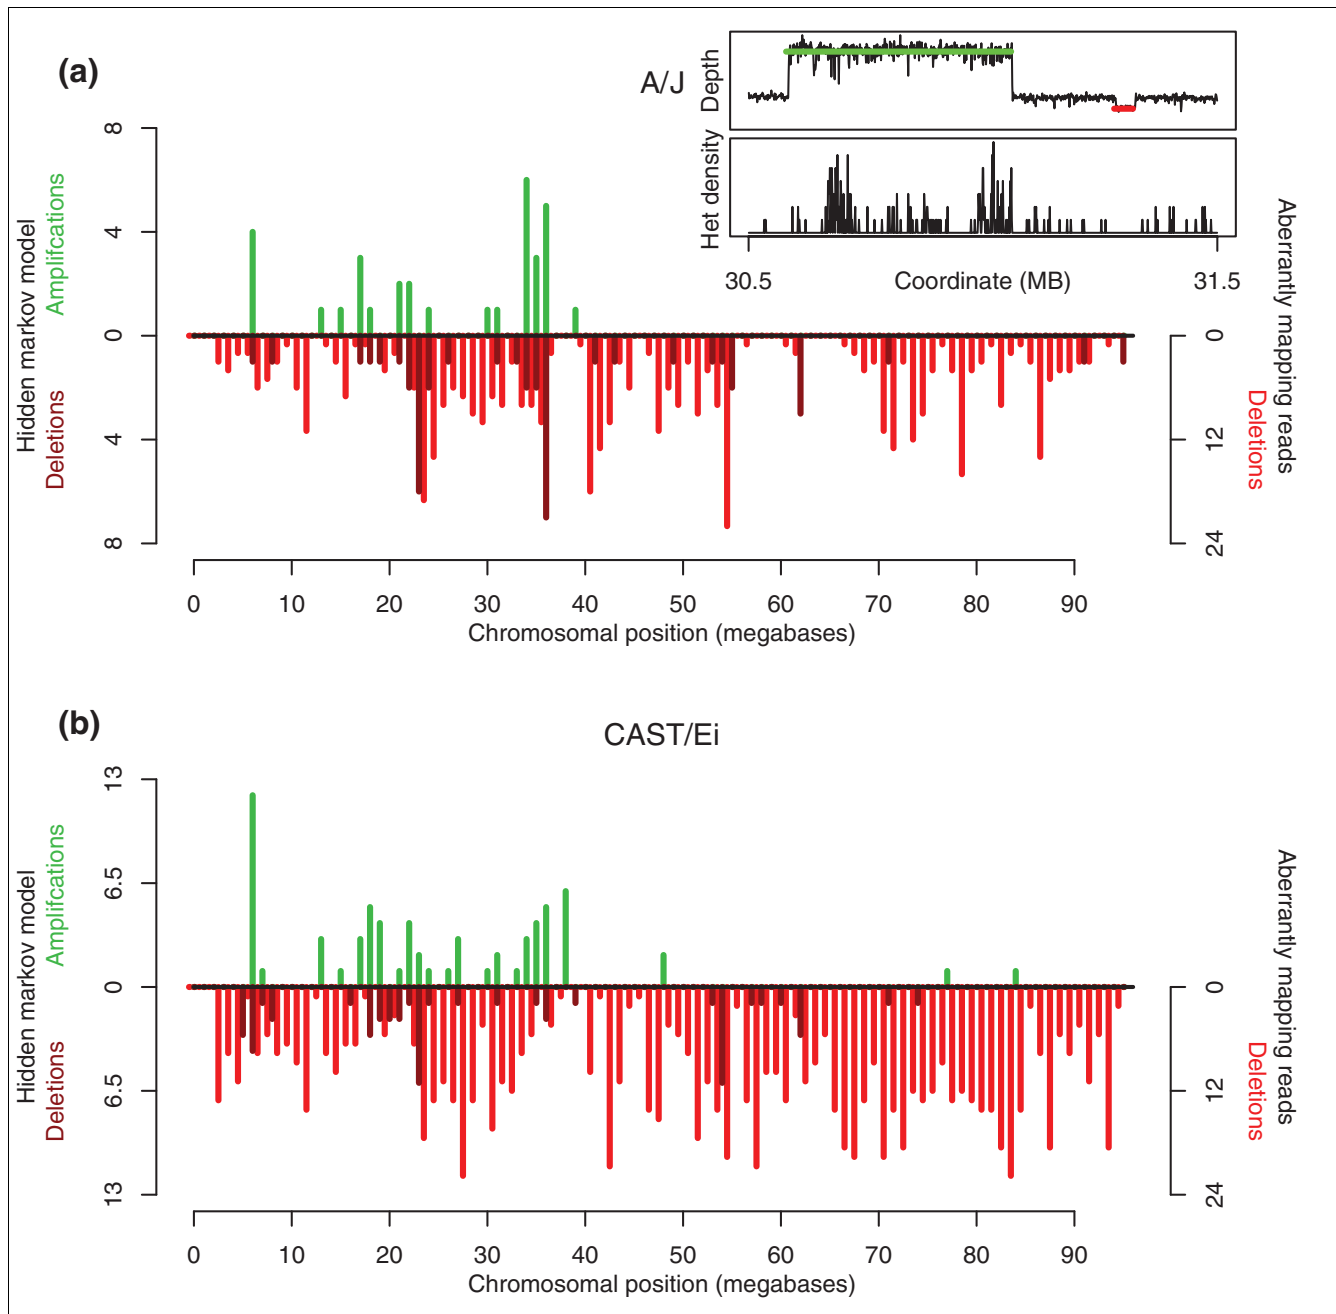 (a)
A/J
Depth
Het density
30.5
Coordinate (MB)
31.5
8
4
0
4
8
Hidden markov model
Amplifcations
Deletions
0
12
24
Aberrantly mapping reads
Deletions
0 10 20 30 40 50 60 70 80 90
Chromosomal position (megabases)
(b)
CAST/Ei
13
6.5
0
6.5
13
Hidden markov model
Amplifcations
Deletions
0
12
24
Aberrantly mapping reads
Deletions
0 10 20 30 40 50 60 70 80 90
Chromosomal position (megabases)